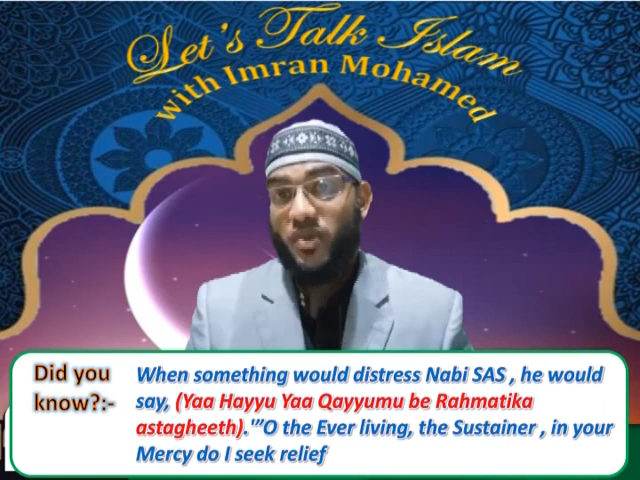 Let's Talk Islam
with Imran Mohamed
Did you
know?:-
When something would distress Nabi SAS , he would
say, (Yaa Hayyu Yaa Qayyumu be Rahmatika
astagheeth).'"O the Ever living, the Sustainer , in your
Mercy do I seek relief